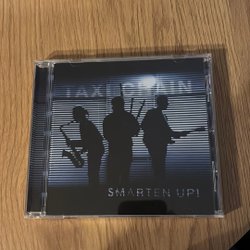 TAXI CHAIN
SMARTEN UP!